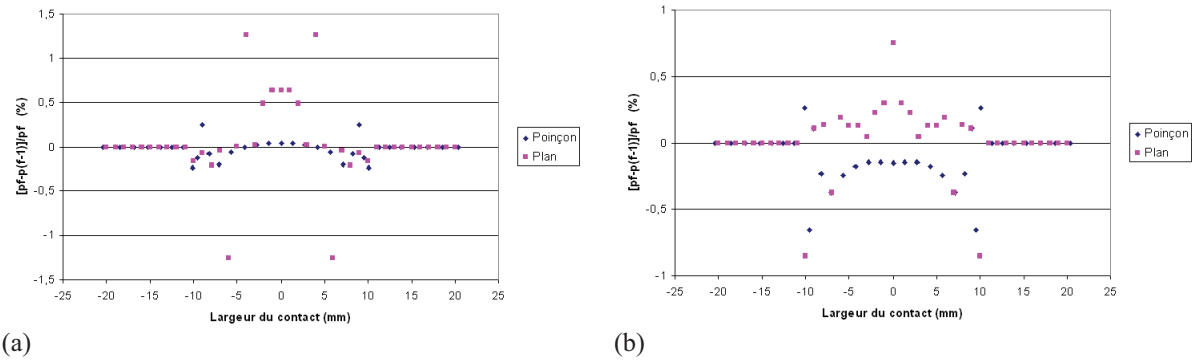 1,5
1
0,5
0
-0,5
-1
-1,5
[pf-p(f-1)]/pf (%)
-25 -20 -15 -10 -5 0 5 10 15 20 25
Largeur du contact (mm)
Poinçon
Plan
(a)
1
0,5
0
-0,5
-1
[pf-p(f-1)]/pf (%)
-25 -20 -15 -10 -5 0 5 10 15 20 25
Largeur du contact (mm)
Poinçon
Plan
(b)